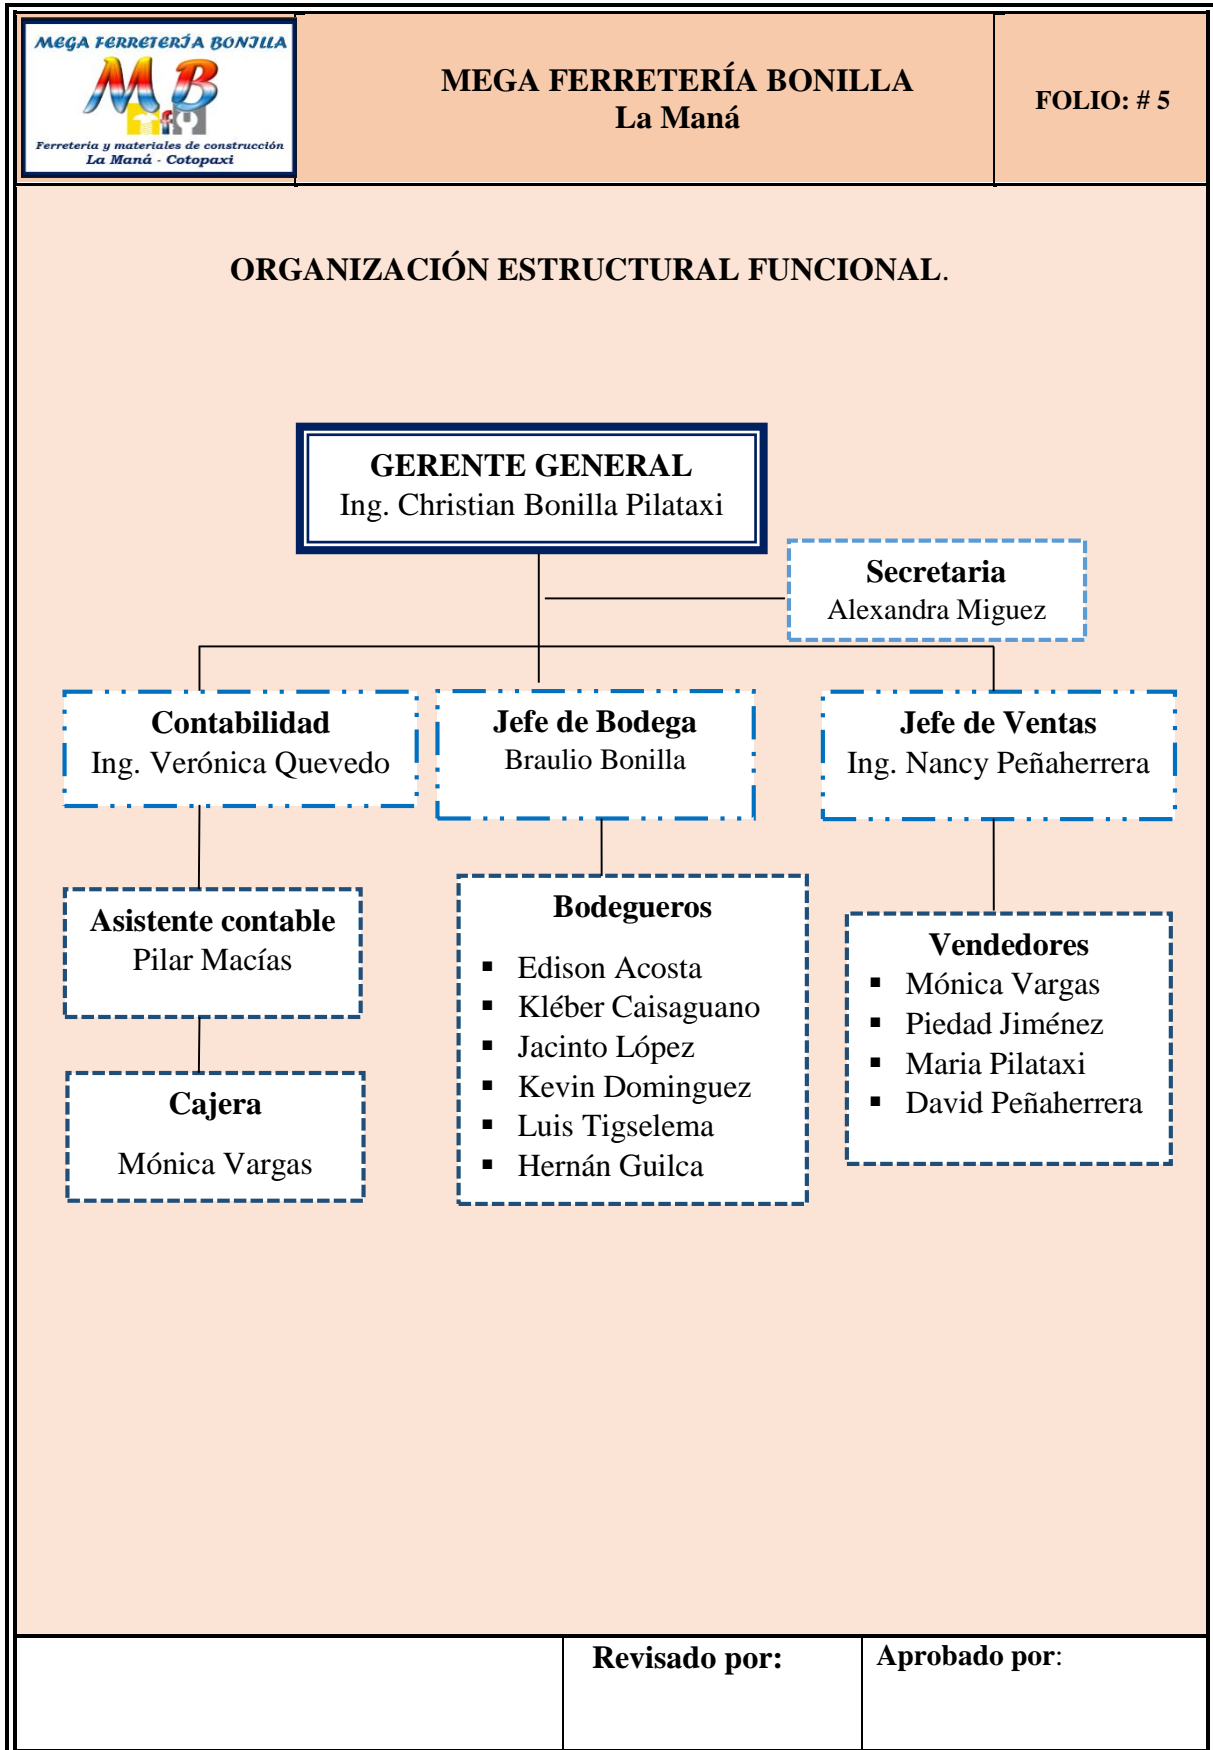 MEGA FERRETERÍA BONILLA
MB
Ferretería y materiales de construcción
La Maná - Cotopaxi
MEGA FERRETERÍA BONILLA
La Maná
FOLIO: # 5
ORGANIZACIÓN ESTRUCTURAL FUNCIONAL.
GERENTE GENERAL
Ing. Christian Bonilla Pilataxi
Secretaria
Alexandra Miguez
Contabilidad
Ing. Verónica Quevedo
Jefe de Bodega
Braulio Bonilla
Jefe de Ventas
Ing. Nancy Peñaherrera
Asistente contable
Pilar Macías
Cajera
Mónica Vargas
Bodegueros
▪ Edison Acosta
▪ Kléber Caisaguano
▪ Jacinto López
▪ Kevin Dominguez
▪ Luis Tigselema
▪ Hernán Guilca
Vendedores
▪ Mónica Vargas
▪ Piedad Jiménez
▪ Maria Pilataxi
▪ David Peñaherrera
Revisado por:
Aprobado por: